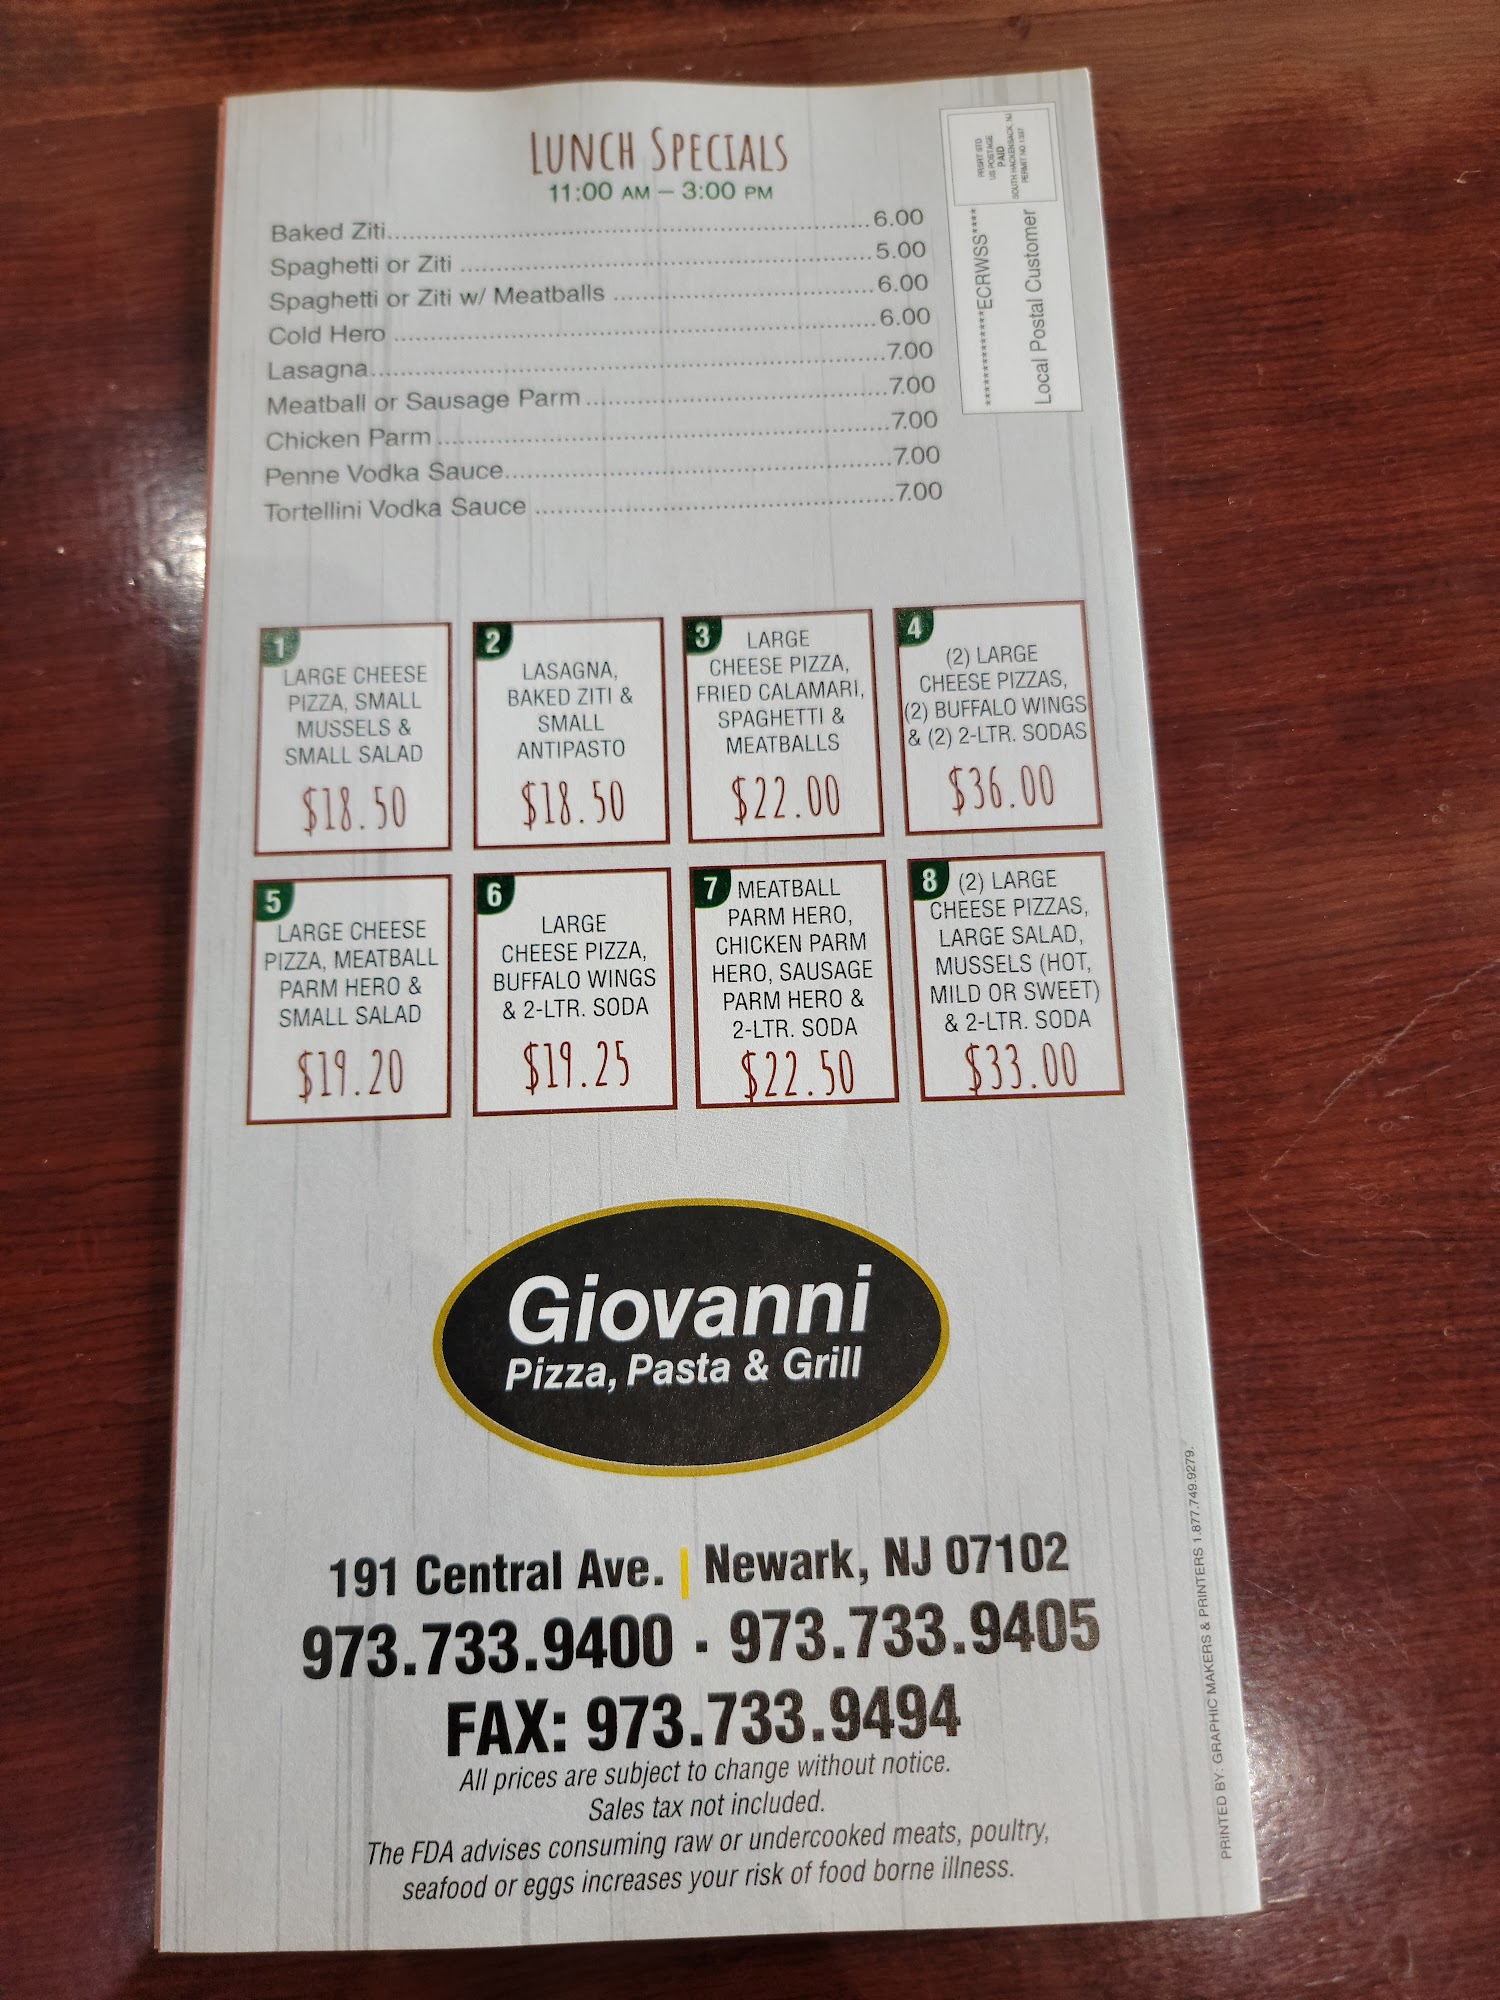 LUNCH SPECIALS
11:00 AM – 3:00 PM
Baked Ziti..........6.00
Spaghetti or Ziti..........5.00
Spaghetti or Ziti w/ Meatballs..........6.00
Cold Hero..........6.00
Lasagna..........7.00
Meatball or Sausage Parm..........7.00
Chicken Parm..........7.00
Penne Vodka Sauce..........7.00
Tortellini Vodka Sauce..........7.00
PRSRT STD
US POSTAGE
PAID
SOUTH HACKENSACK, NJ
PERMIT NO 1397
*************ECRWSS****
Local Postal Customer
1
LARGE CHEESE
PIZZA, SMALL
MUSSELS &
SMALL SALAD
$18.50
2
LASAGNA,
BAKED ZITI &
SMALL
ANTIPASTO
$18.50
3
LARGE
CHEESE PIZZA,
FRIED CALAMARI,
SPAGHETTI &
MEATBALLS
$22.00
4
(2) LARGE
CHEESE PIZZAS,
(2) BUFFALO WINGS
& (2) 2-LTR. SODAS
$36.00
5
LARGE CHEESE
PIZZA, MEATBALL
PARM HERO &
SMALL SALAD
$19.20
6
LARGE
CHEESE PIZZA,
BUFFALO WINGS
& 2-LTR. SODA
$19.25
7
MEATBALL
PARM HERO,
CHICKEN PARM
HERO, SAUSAGE
PARM HERO &
2-LTR. SODA
$22.50
8
(2) LARGE
CHEESE PIZZAS,
LARGE SALAD,
MUSSELS (HOT,
MILD OR SWEET)
& 2-LTR. SODA
$33.00
Giovanni
Pizza, Pasta & Grill
191 Central Ave. | Newark, NJ 07102
973.733.9400 - 973.733.9405
FAX: 973.733.9494
All prices are subject to change without notice.
Sales tax not included.
The FDA advises consuming raw or undercooked meats, poultry,
seafood or eggs increases your risk of food borne illness.
PRINTED BY: GRAPHIC MAKERS & PRINTERS 1.877.749.9279.